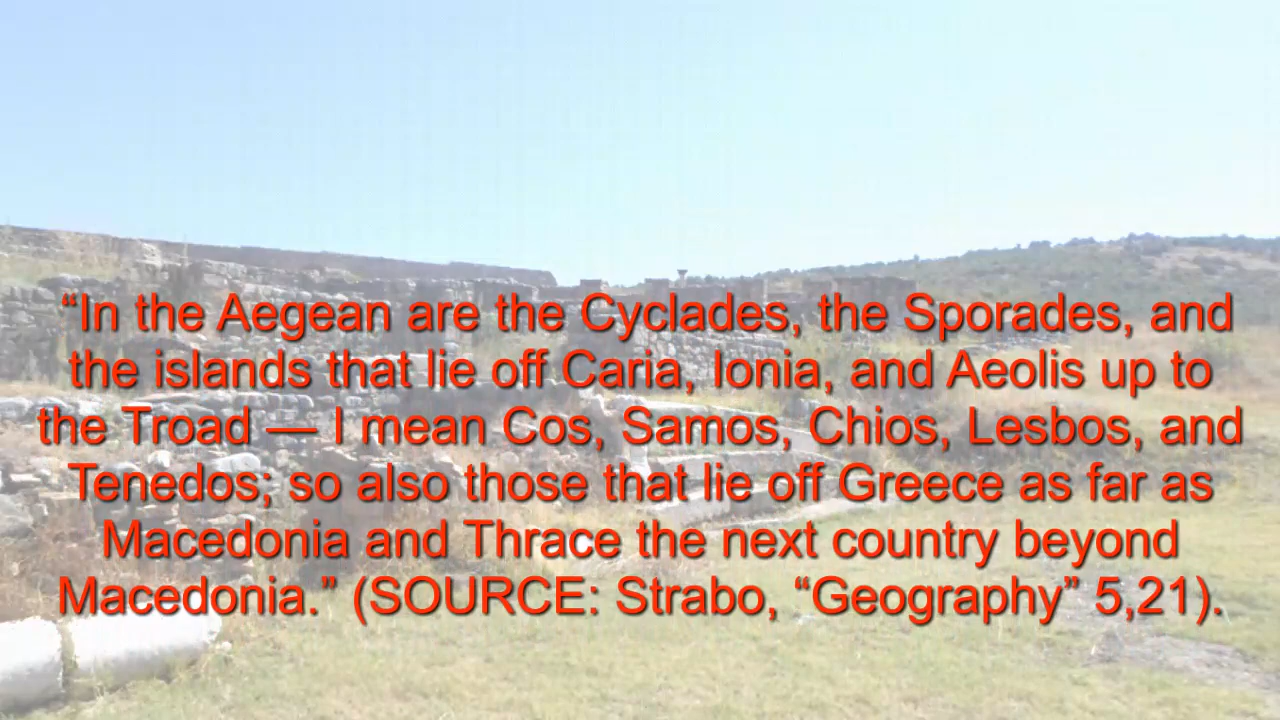 “In the Aegean are the Cyclades, the Sporades, and
the islands that lie off Caria, Ionia, and Aeolis up to
the Troad — I mean Cos, Samos, Chios, Lesbos, and
Tenedos; so also those that lie off Greece as far as
Macedonia and Thrace the next country beyond
Macedonia.” (SOURCE: Strabo, “Geography” 5,21).